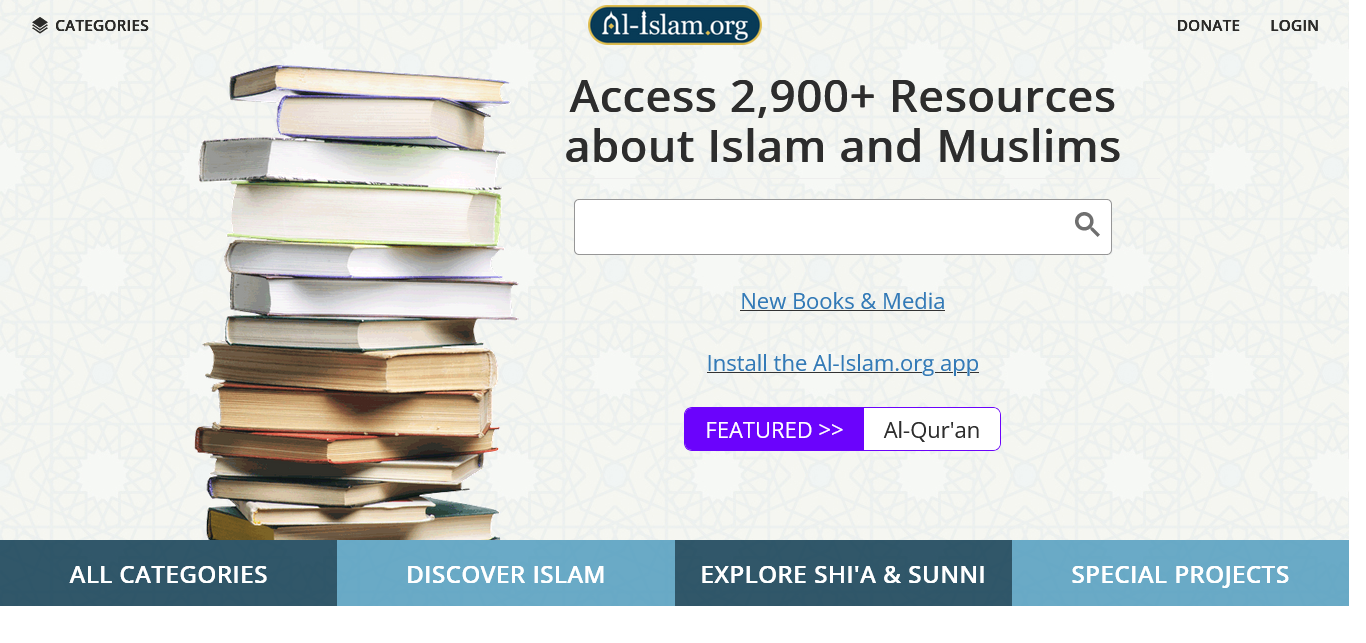 CATEGORIES
Al-Islam.org
DONATE
LOGIN
Access 2,900+ Resources
about Islam and Muslims
New Books & Media
Install the Al-Islam.org app
FEATURED >>
Al-Qur'an
ALL CATEGORIES
DISCOVER ISLAM
EXPLORE SHI'A & SUNNI
SPECIAL PROJECTS